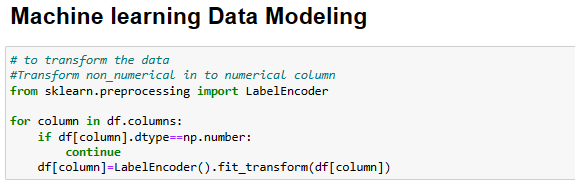 Machine learning Data Modeling
# to transform the data
#Transform non_numerical in to numerical column
from sklearn.preprocessing import LabelEncoder
for column in df.columns:
    if df[column].dtype==np.number:
        continue
    df[column]=LabelEncoder().fit_transform(df[column])